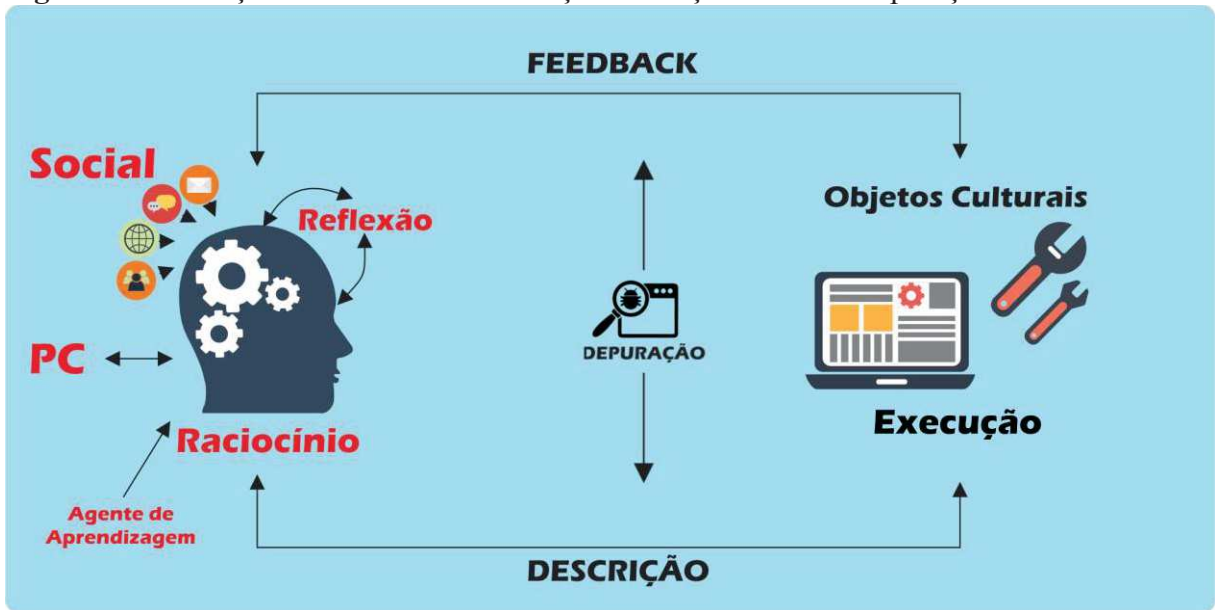 FEEDBACK
Social
Reflexão
Objetos Culturais
PC
DEPURAÇÃO
Raciocínio
Execução
Agente de
Aprendizagem
DESCRIÇÃO